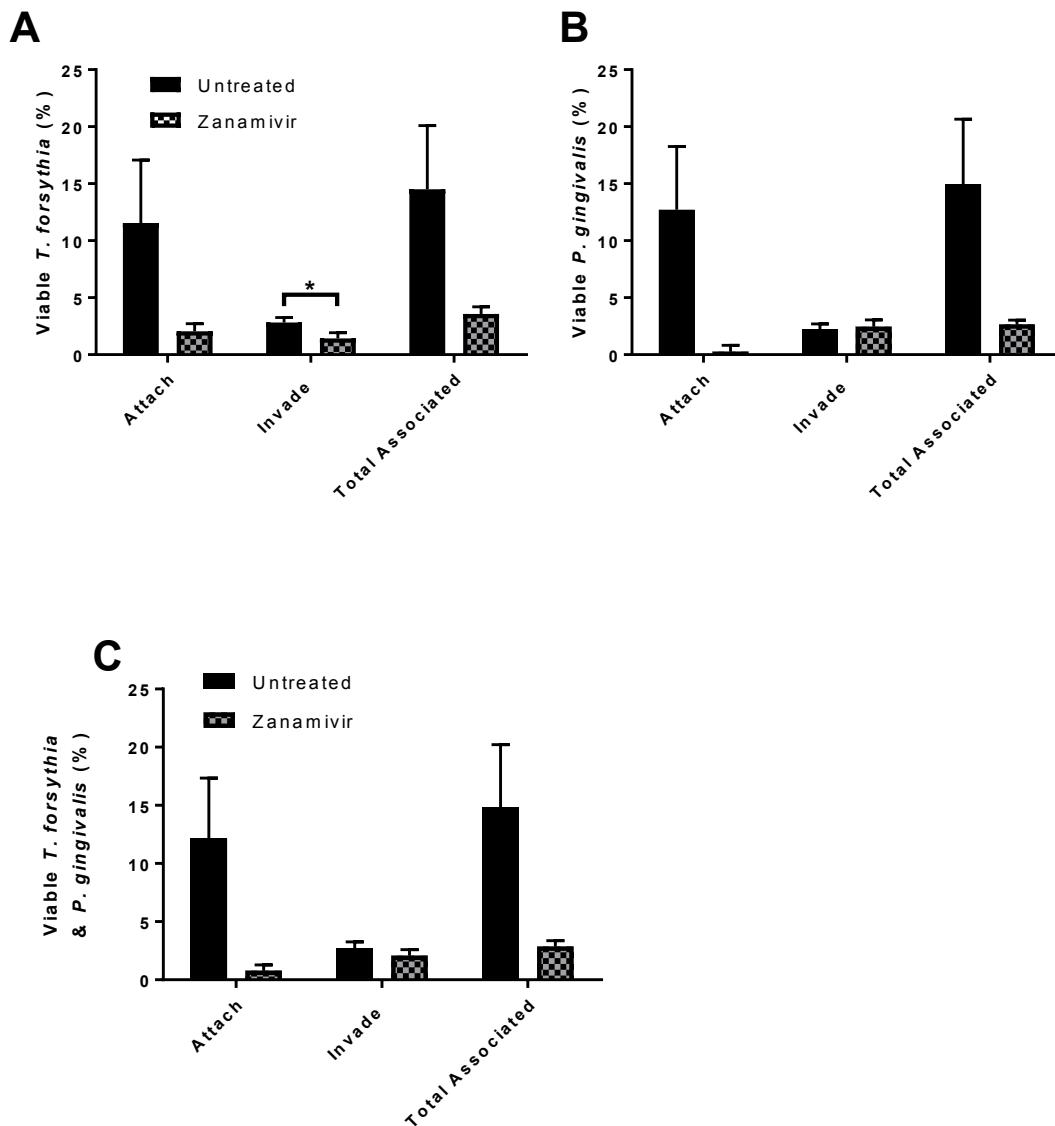 A
Viable T. forsythia (%)
25
20
15
10
5
0
Untreated
Zanamivir
*
Attach
Invade
Total Associated
B
Viable P. gingivalis (%)
25
20
15
10
5
0
Attach
Invade
Total Associated
C
Viable T. forsythia
& P. gingivalis (%)
25
20
15
10
5
0
Untreated
Zanamivir
Attach
Invade
Total Associated